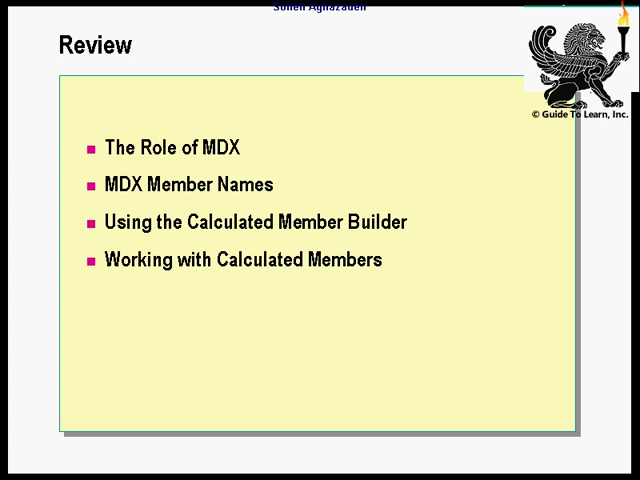 Review
© Guide To Learn, Inc.
The Role of MDX
MDX Member Names
Using the Calculated Member Builder
Working with Calculated Members